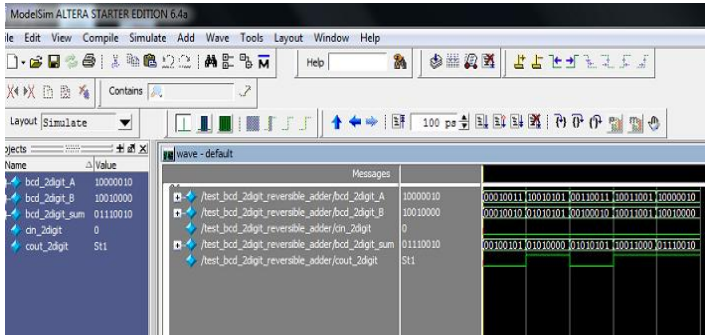 ModelSim ALTERA STARTER EDITION 6.4a
ile Edit View Compile Simulate Add Wave Tools Layout Window Help
Help
Contains
Layout Simulate
100 ps
bjects
wave - default
Name Value
Messages
bcd_2digit_A 10000010
bcd_2digit_B 10010000
bcd_2digit_sum 01110010
cin_2digit 0
cout_2digit St1
/test_bcd_2digit_reversible_adder/bcd_2digit_A 10000010 00100011 10010101 00110011 10011001 10000010
/test_bcd_2digit_reversible_adder/bcd_2digit_B 10010000 00000010 01010101 00100010 10011001 10010000
/test_bcd_2digit_reversible_adder/cin_2digit 0
/test_bcd_2digit_reversible_adder/bcd_2digit_sum 01110010 00100101 01010000 01010101 10011000 01110010
/test_bcd_2digit_reversible_adder/cout_2digit St1